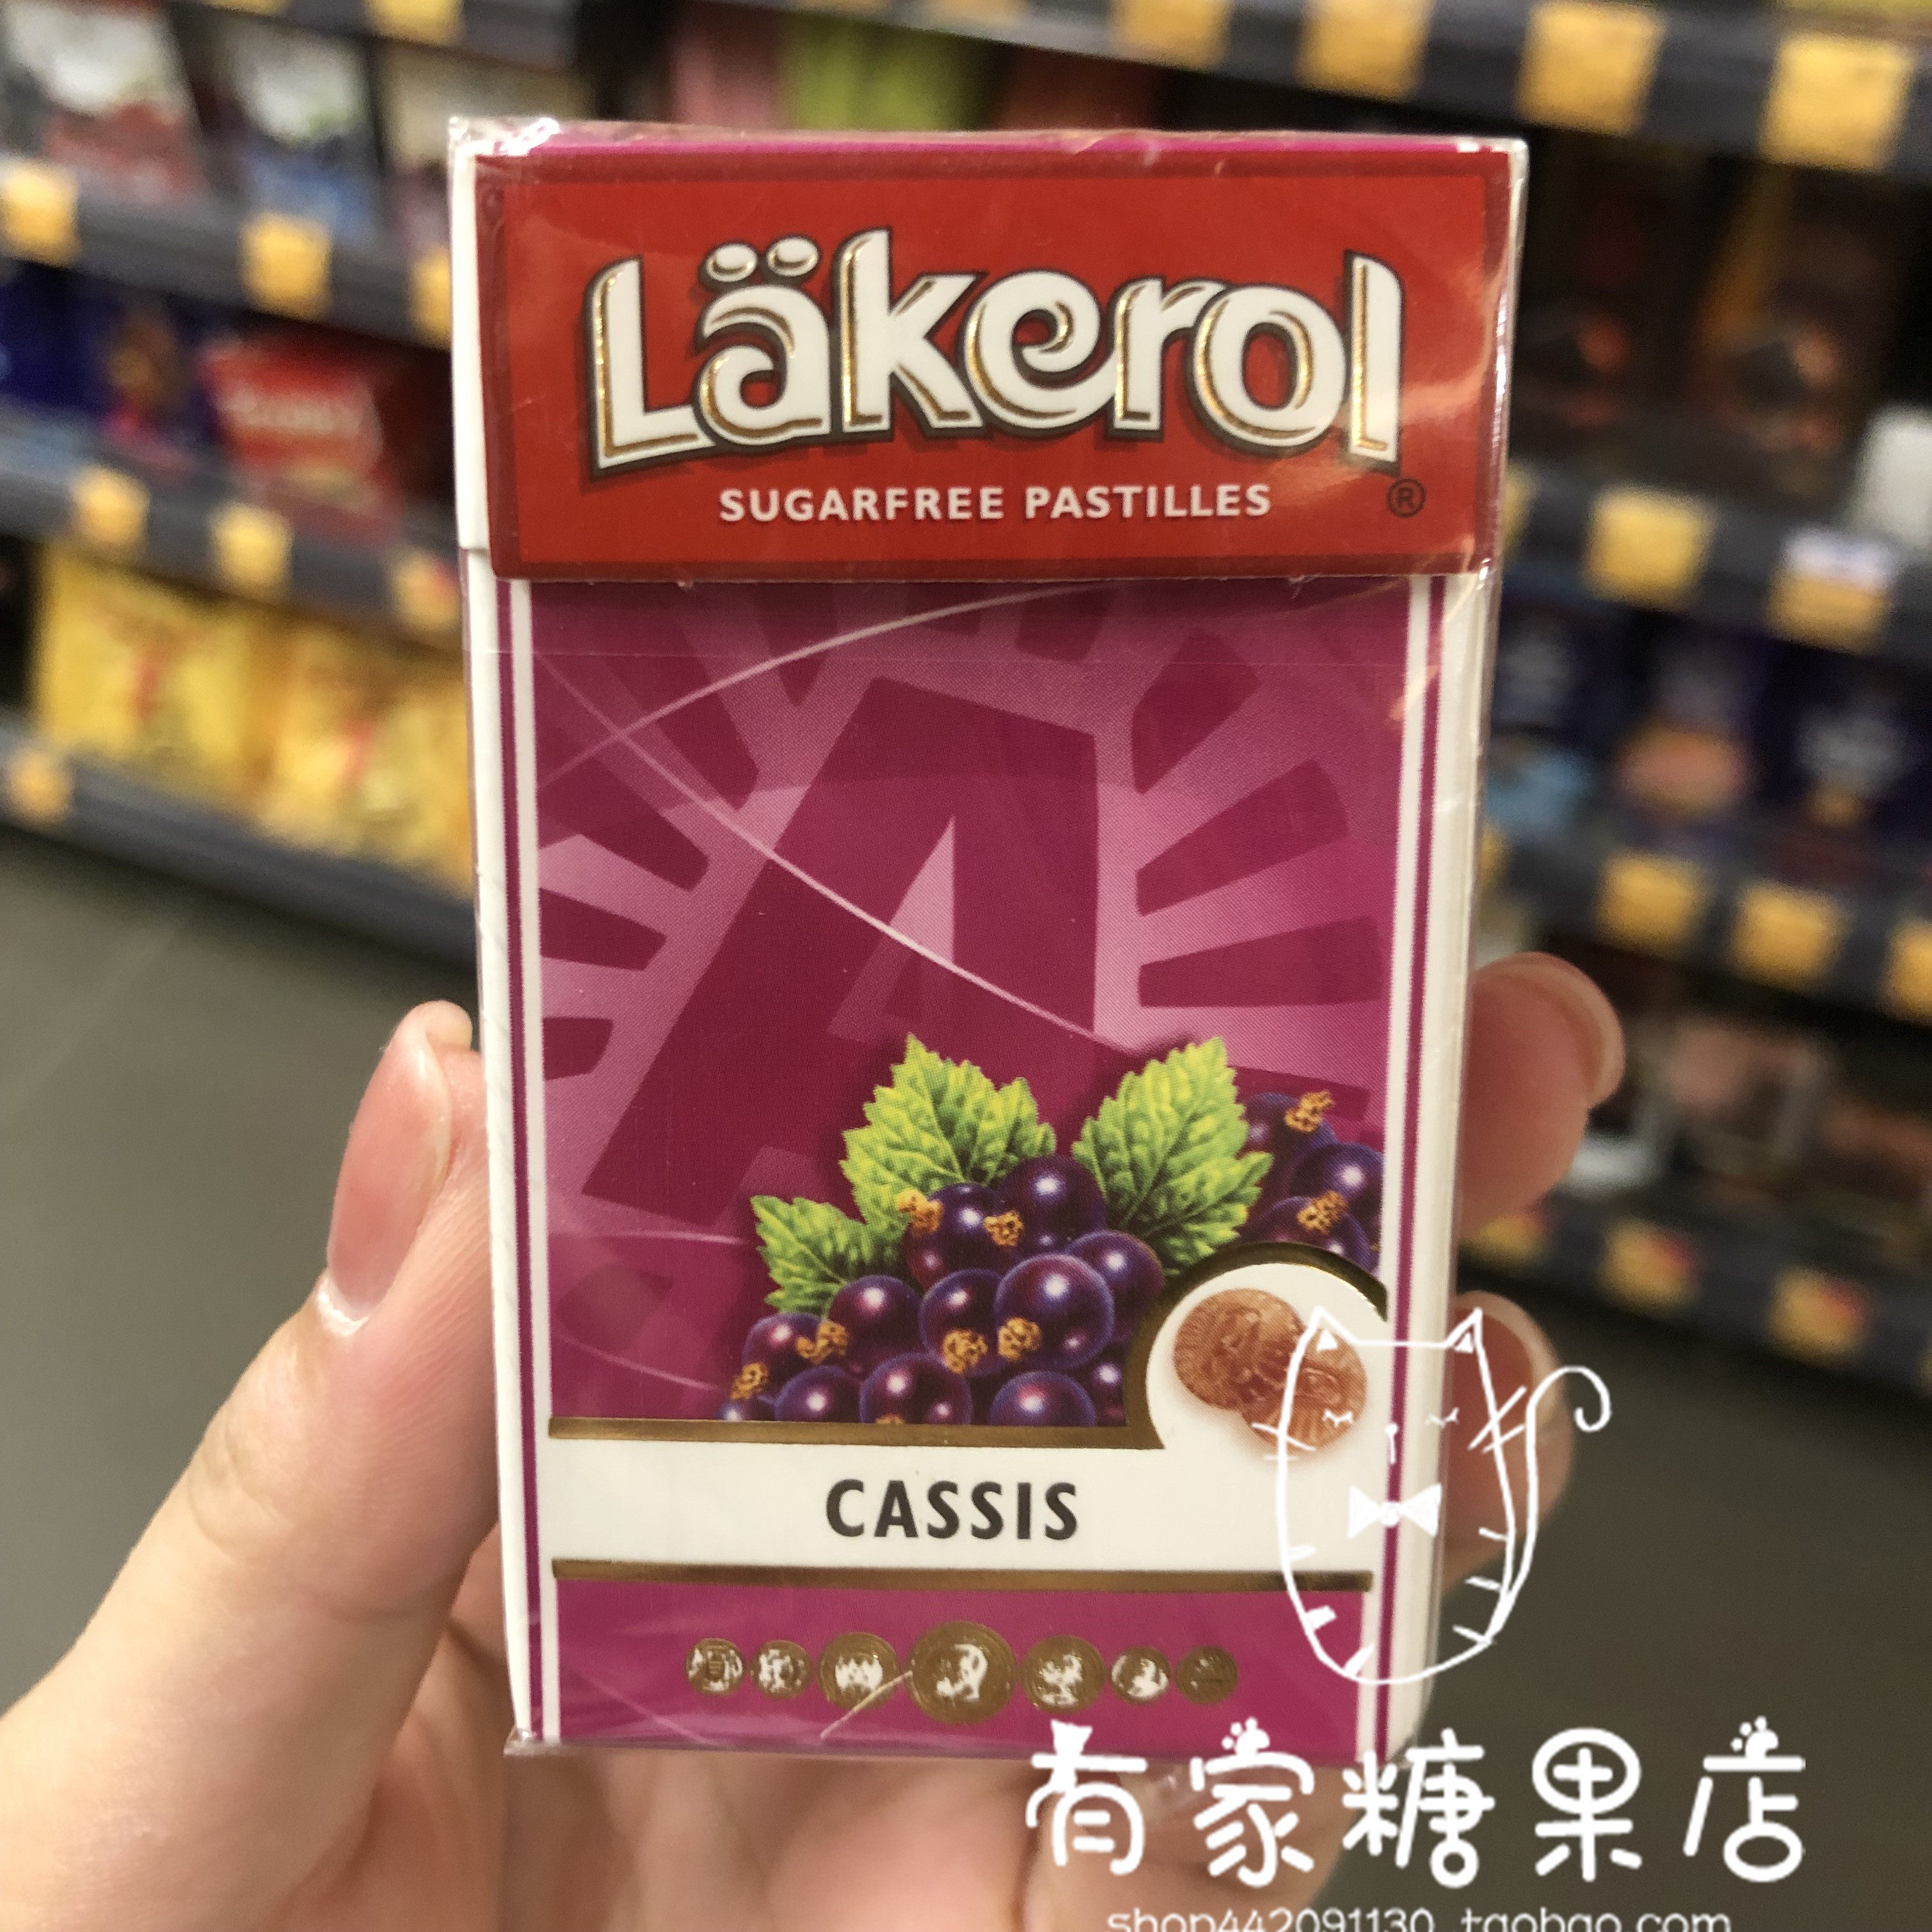 Läkerol
SUGARFREE PASTILLES ®
CASSIS
有家糖果店
shop442091130.taobao.com